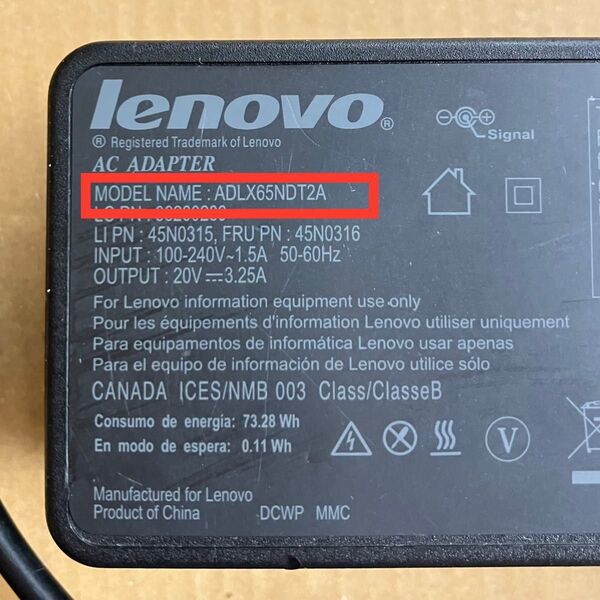 lenovo®
® Registered Trademark of Lenovo
Signal
AC ADAPTER
MODEL NAME : ADLX65NDT2A
LI PN : 45N0315, FRU PN : 45N0316
INPUT : 100-240V~1.5A 50-60Hz
OUTPUT : 20V⎓3.25A
For Lenovo information equipment use only
Pour les équipements d'information Lenovo utiliser uniquement
Para equipamentos de informática Lenovo usar apenas
Para el equipo de información de Lenovo utilice sólo
CANADA ICES/NMB 003 Class/ClasseB
Consumo de energía: 73.28 Wh
En modo de espera: 0.11 Wh
V
Manufactured for Lenovo
Product of China DCWP MMC